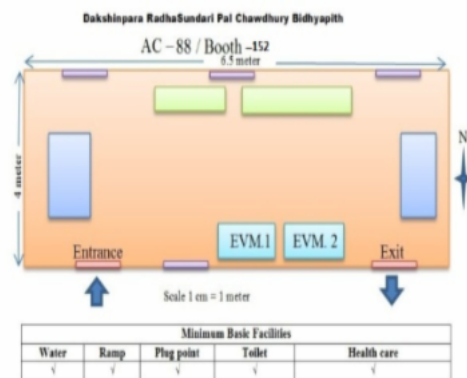 Dakshinpara RadhaSundari Pal Chawdhury Bidhyapith
AC – 88 / Booth –152
6.5 meter
4 meter
N
EVM.1 EVM. 2
Entrance Exit
Scale 1 cm = 1 meter
Minimum Basic Facilities
Water Ramp Plug point Toilet Health care
√ √ √ √ √